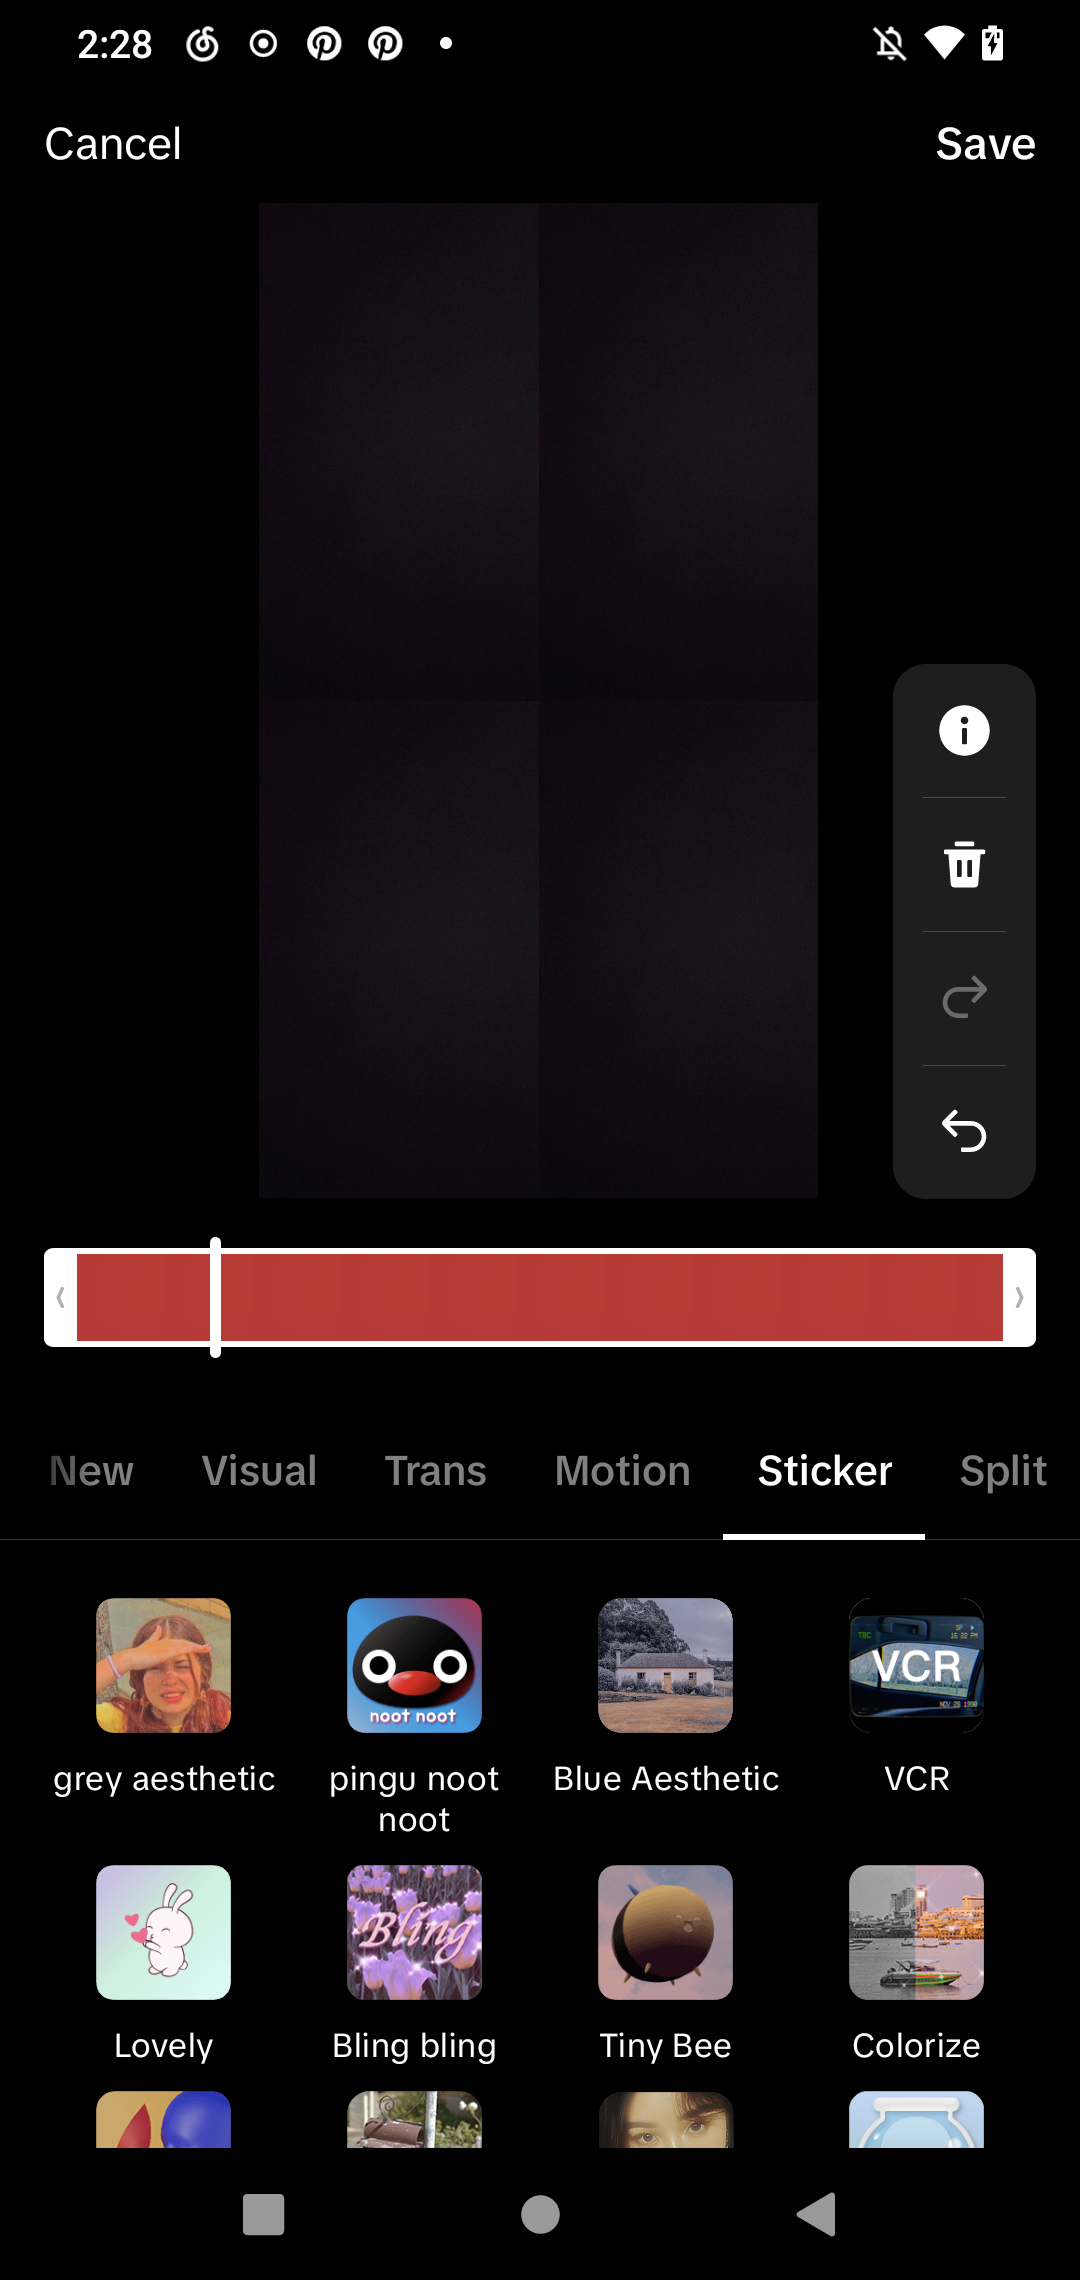 2:28
Cancel
Save
New Visual Trans Motion Sticker Split
noot noot
VCR
grey aesthetic
pingu noot
noot
Blue Aesthetic
VCR
Bling
Lovely
Bling bling
Tiny Bee
Colorize